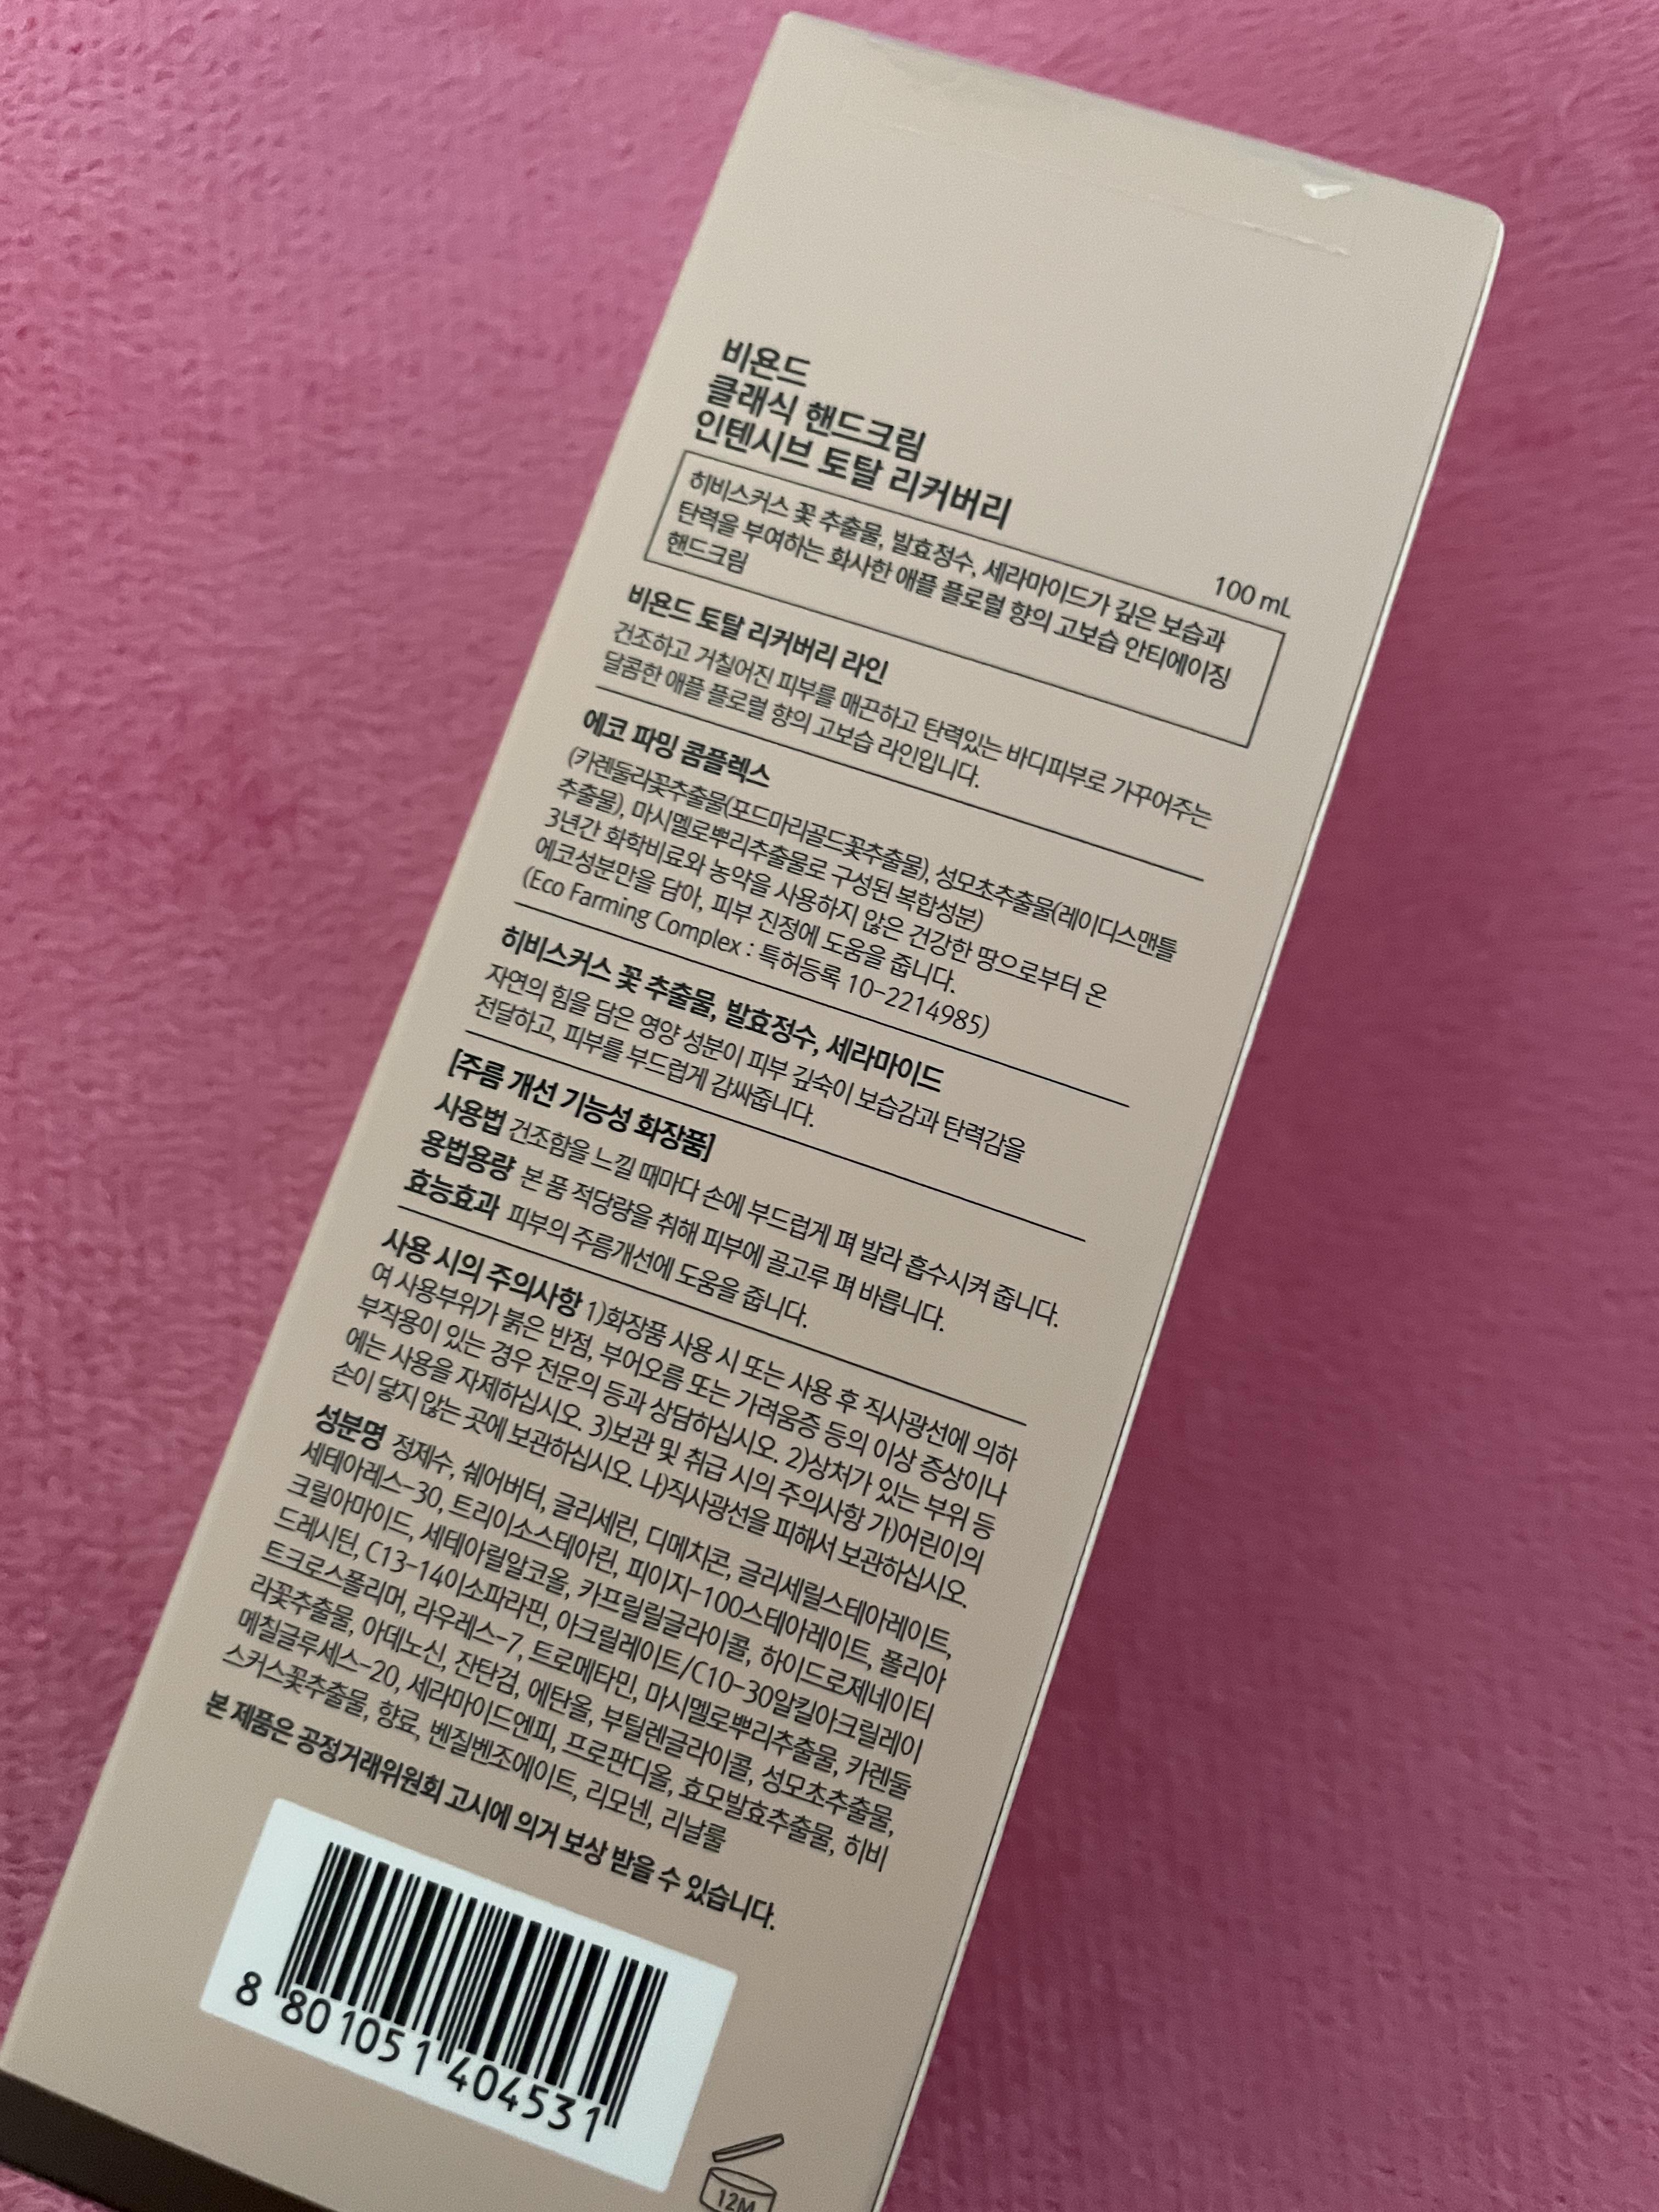 비욘드
클래식 핸드크림
인텐시브 토탈 리커버리
100 mL
히비스커스 꽃 추출물, 발효정수, 세라마이드가 깊은 보습과
탄력을 부여하는 화사한 애플 플로럴 향의 고보습 안티에이징
핸드크림
비욘드 토탈 리커버리 라인
건조하고 거칠어진 피부를 매끈하고 탄력있는 바디피부로 가꾸어주는
달콤한 애플 플로럴 향의 고보습 라인입니다.
에코 파밍 콤플렉스
(카렌둘라꽃추출물(포드마리골드꽃추출물), 성모초추출물(레이디스맨틀
추출물), 마시멜로뿌리추출물로 구성된 복합성분)
3년간 화학비료와 농약을 사용하지 않은 건강한 땅으로부터 온
에코성분만을 담아, 피부 진정에 도움을 줍니다.
(Eco Farming Complex : 특허등록 10-2214985)
히비스커스 꽃 추출물, 발효정수, 세라마이드
자연의 힘을 담은 영양 성분이 피부 깊숙이 보습감과 탄력감을
전달하고, 피부를 부드럽게 감싸줍니다.
[주름 개선 기능성 화장품]
사용법 건조함을 느낄 때마다 손에 부드럽게 펴 발라 흡수시켜 줍니다.
용법용량 본 품 적당량을 취해 피부에 골고루 펴 바릅니다.
효능효과 피부의 주름개선에 도움을 줍니다.
사용 시의 주의사항 1)화장품 사용 시 또는 사용 후 직사광선에 의하
여 사용부위가 붉은 반점, 부어오름 또는 가려움증 등의 이상 증상이나
부작용이 있는 경우 전문의 등과 상담하십시오. 2)상처가 있는 부위 등
에는 사용을 자제하십시오. 3)보관 및 취급 시의 주의사항 가)어린이의
손이 닿지 않는 곳에 보관하십시오. 나)직사광선을 피해서 보관하십시오.
성분명 정제수, 쉐어버터, 글리세린, 디메치콘, 글리세릴스테아레이트,
세테아레스-30, 트리이소스테아린, 피이지-100스테아레이트, 폴리아
크릴아마이드, 세테아릴알코올, 카프릴릴글라이콜, 하이드로제네이티
드레시틴, C13-14이소파라핀, 아크릴레이트/C10-30알킬아크릴레이
트크로스폴리머, 라우레스-7, 트로메타민, 마시멜로뿌리추출물, 카렌둘
라꽃추출물, 아데노신, 잔탄검, 에탄올, 부틸렌글라이콜, 성모초추출물,
메칠글루세스-20, 세라마이드엔피, 프로판디올, 효모발효추출물, 히비
스커스꽃추출물, 향료, 벤질벤조에이트, 리모넨, 리날룰
본 제품은 공정거래위원회 고시에 의거 보상 받을 수 있습니다.
8 801051 404531
12M